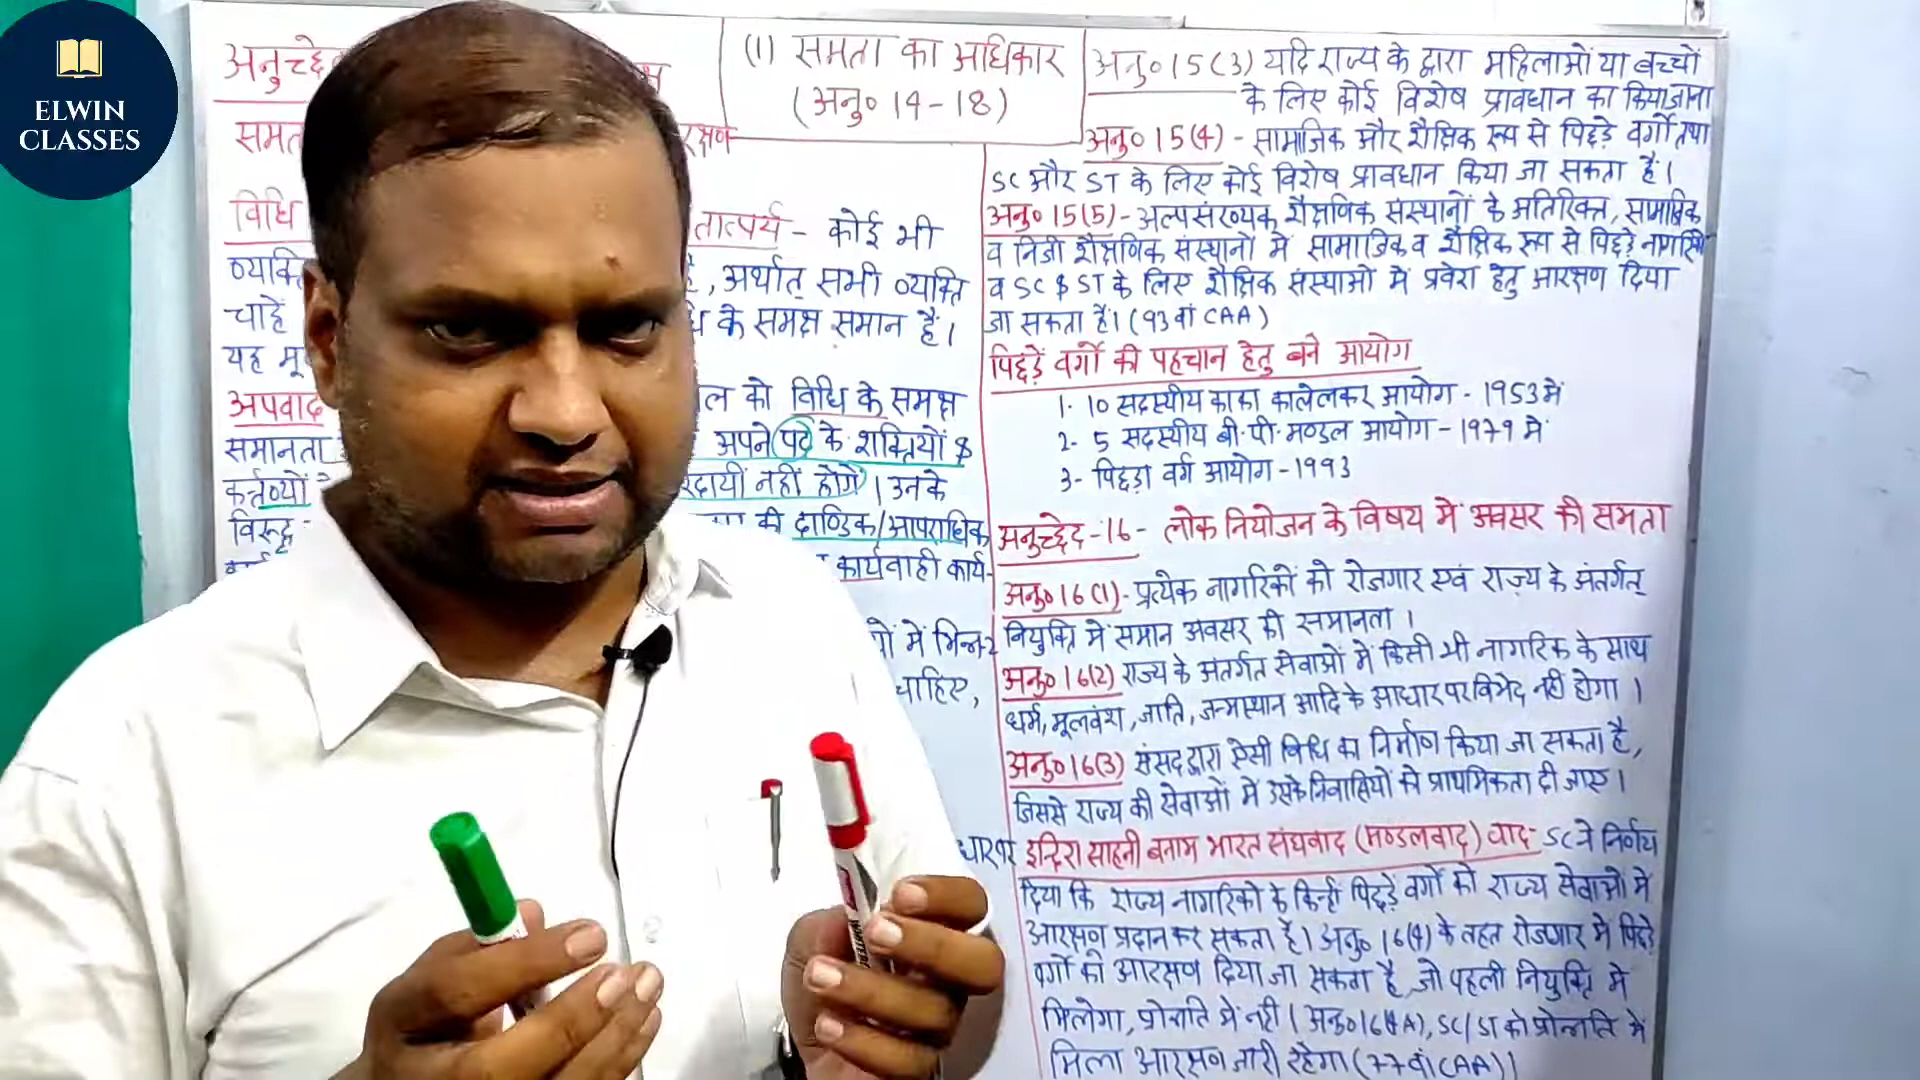 ELWIN
CLASSES
अनुच्छे
समत
रक्षण
विधि
तात्पर्य - कोई भी
व्यक्ति
, अर्थात् सभी व्यक्ति
चाहें
के समक्ष समान हैं।
यह मू
अपवाद
ल को विधि के समक्ष
समानता
अपने पद के शक्तियों &
कर्तव्यों
रदायी नहीं होंगे। उनके
विरूद्ध
की दाण्डिक/आपराधिक
कार्यवाही कार्य-
में भिन्न-2
चाहिए,
धार पर
(1) समता का अधिकार
(अनु० 14-18)
अनु० 15(3) यदि राज्य के द्वारा महिलाओं या बच्चों
के लिए कोई विशेष प्रावधान का किया जाना
अनु० 15(4) - सामाजिक और शैक्षिक रूप से पिछड़े वर्गों तथा
SC और ST के लिए कोई विशेष प्रावधान किया जा सकता है।
अनु० 15(5) - अल्पसंख्यक शैक्षणिक संस्थानों के अतिरिक्त, सामाजिक
व निजी शैक्षणिक संस्थानों में सामाजिक व शैक्षिक रूप से पिछड़े नागरिकों
व SC & ST के लिए शैक्षिक संस्थाओं में प्रवेश हेतु आरक्षण दिया
जा सकता है। (93वां CAA)
पिछड़ें वर्गों की पहचान हेतु बने आयोग
1. 10 सदस्यीय काका कालेलकर आयोग - 1953 में
2- 5 सदस्यीय बी.पी. मण्डल आयोग - 1979 में
3- पिछड़ा वर्ग आयोग - 1993
अनुच्छेद-16 - लोक नियोजन के विषय में अवसर की समता
अनु० 16(1) - प्रत्येक नागरिकों को रोजगार एवं राज्य के अंतर्गत्
नियुक्ति में समान अवसर की समानता।
अनु० 16(2) राज्य के अंतर्गत सेवाओं में किसी भी नागरिक के साथ
धर्म, मूलवंश, जाति, जन्मस्थान आदि के आधार पर विभेद नहीं होगा।
अनु० 16(3) संसद द्वारा ऐसी विधि का निर्माण किया जा सकता है,
जिससे राज्य की सेवाओं में उसके निवासियों को प्राथमिकता दी जाए।
इन्दिरा साहनी बनाम भारत संघवाद (मण्डलवाद) वाद - SC ने निर्णय
दिया कि राज्य नागरिकों के किन्हीं पिछड़े वर्गों को राज्य सेवाओं में
आरक्षण प्रदान कर सकता है। अनु० 16(4) के तहत रोजगार में पिछड़े
वर्गों को आरक्षण दिया जा सकता है, जो पहली नियुक्ति में
मिलेगा, प्रोन्नति में नहीं। अनु० 16(4A), SC/ST को प्रोन्नति में
मिला आरक्षण जारी रहेगा (77वां CAA)।